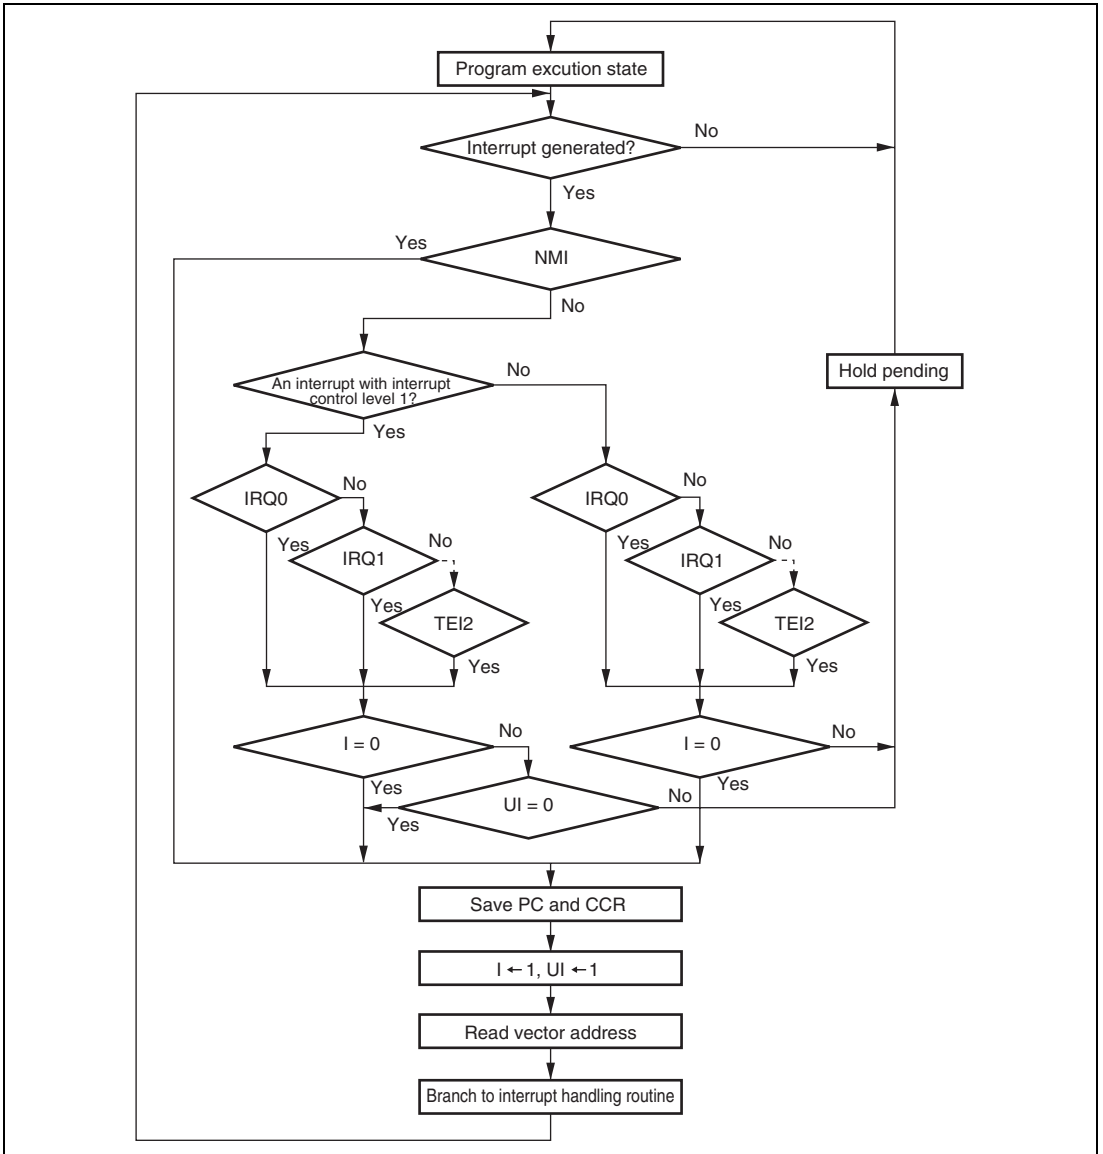 Program excution state
Interrupt generated?
No
Yes
NMI
Yes
No
An interrupt with interrupt
control level 1?
No
Yes
Hold pending
IRQ0
No
Yes
IRQ1
No
Yes
TEI2
Yes
IRQ0
No
Yes
IRQ1
No
Yes
TEI2
Yes
I = 0
No
Yes
UI = 0
No
Yes
I = 0
No
Yes
Save PC and CCR
I ← 1, UI ← 1
Read vector address
Branch to interrupt handling routine